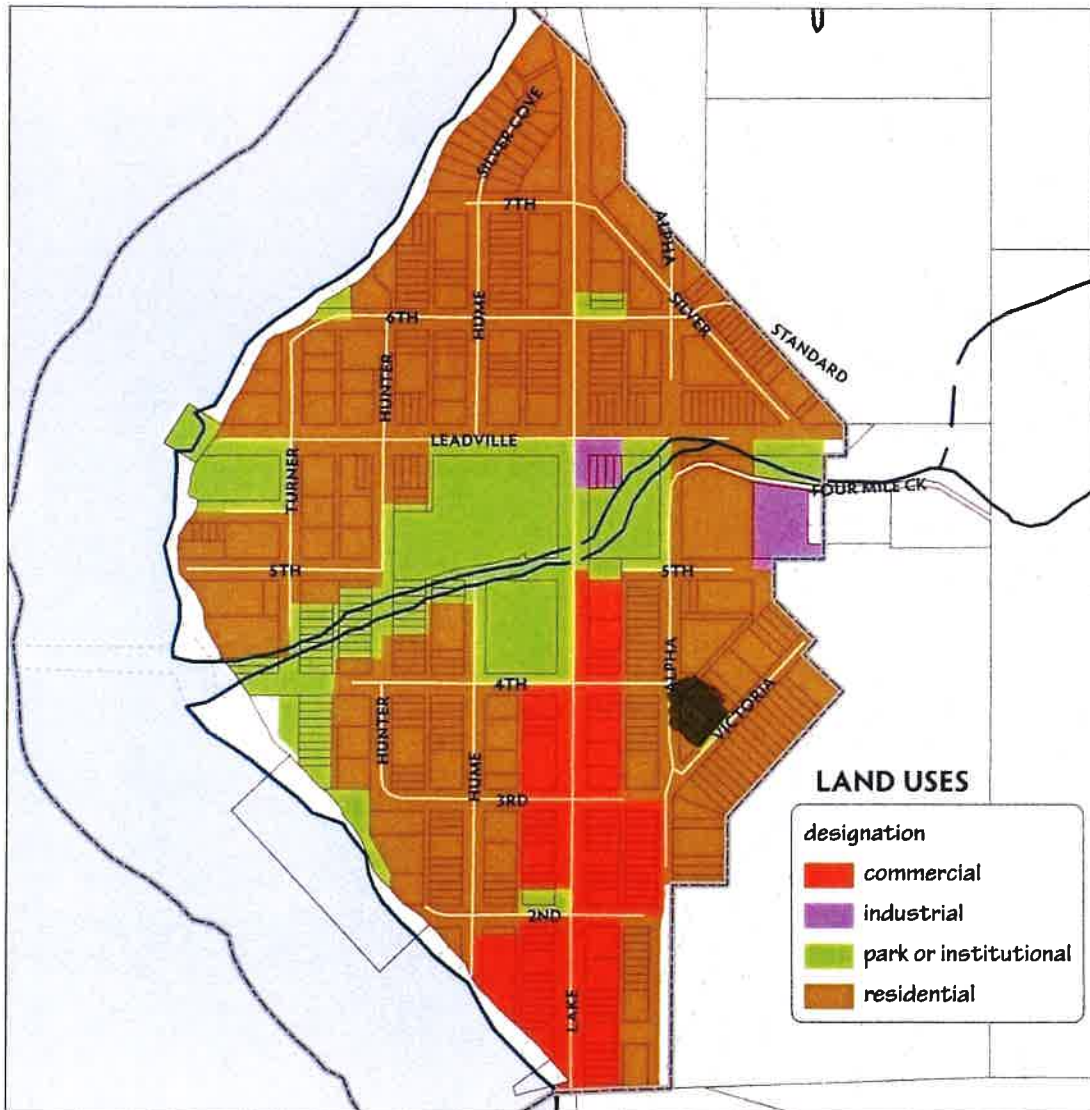 SILVER COVE
7TH
ALPHA
HUME
6TH
SILVER
STANDARD
HUNTER
LEADVILLE
TURNER
FOUR MILE CK
5TH
5TH
ALPHA
4TH
VICTORIA
HUNTER
HUME
3RD
2ND
LAKE
LAND USES
designation
commercial
industrial
park or institutional
residential